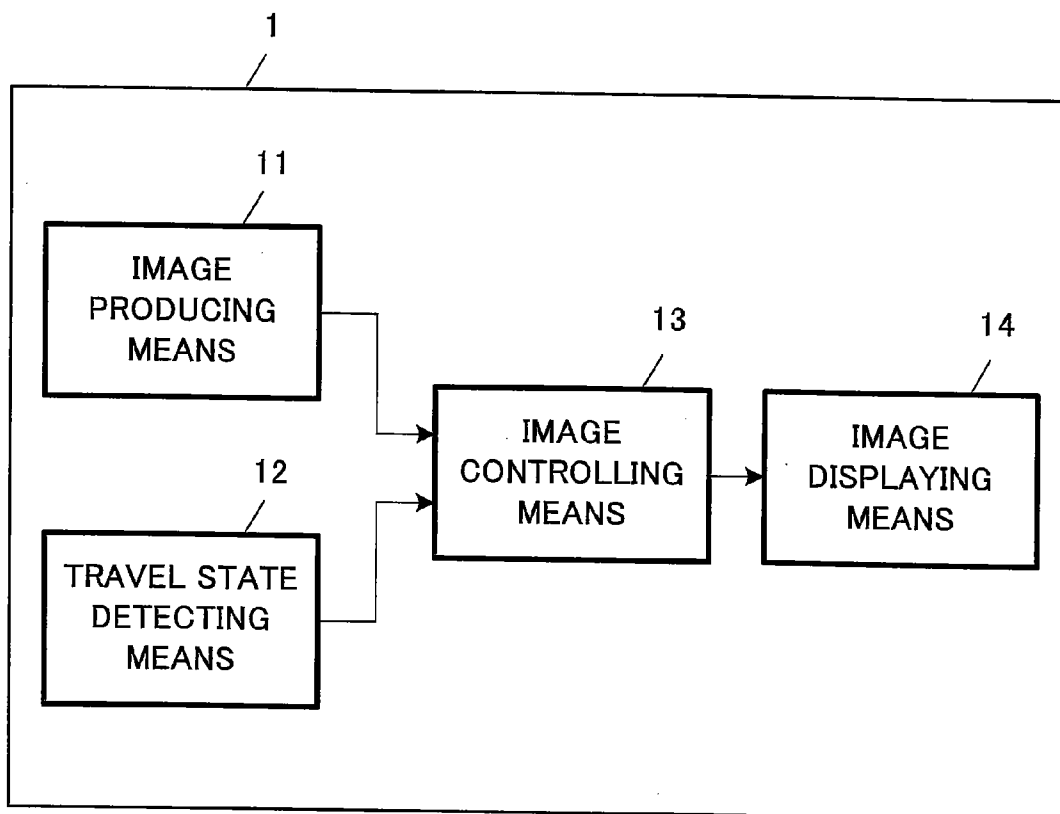 1
11
IMAGE
PRODUCING
MEANS
12
TRAVEL STATE
DETECTING
MEANS
13
IMAGE
CONTROLLING
MEANS
14
IMAGE
DISPLAYING
MEANS